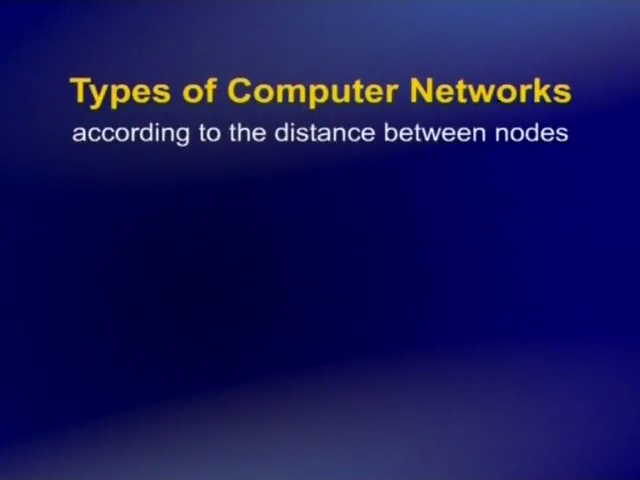 Types of Computer Networks
according to the distance between nodes